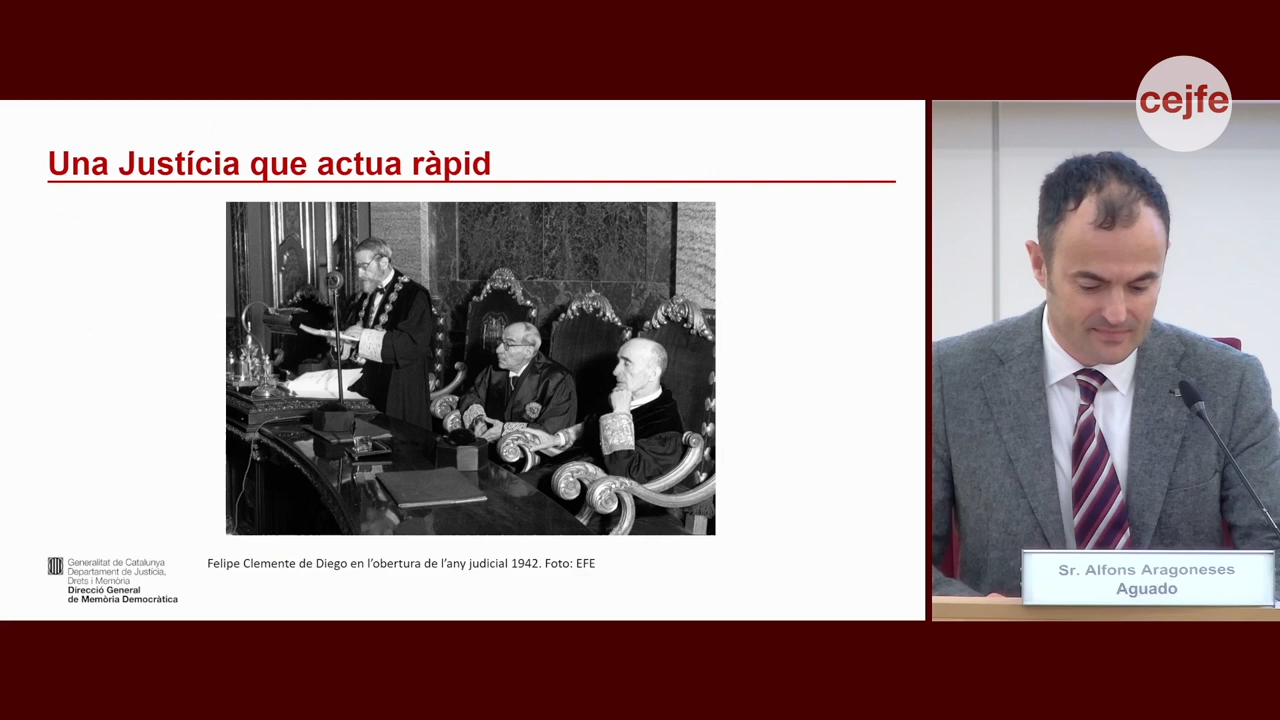 cejfe
Una Justícia que actua ràpid
Generalitat de Catalunya
Departament de Justícia,
Drets i Memòria
Direcció General
de Memòria Democràtica
Felipe Clemente de Diego en l’obertura de l’any judicial 1942. Foto: EFE
Sr. Alfons Aragoneses
Aguado